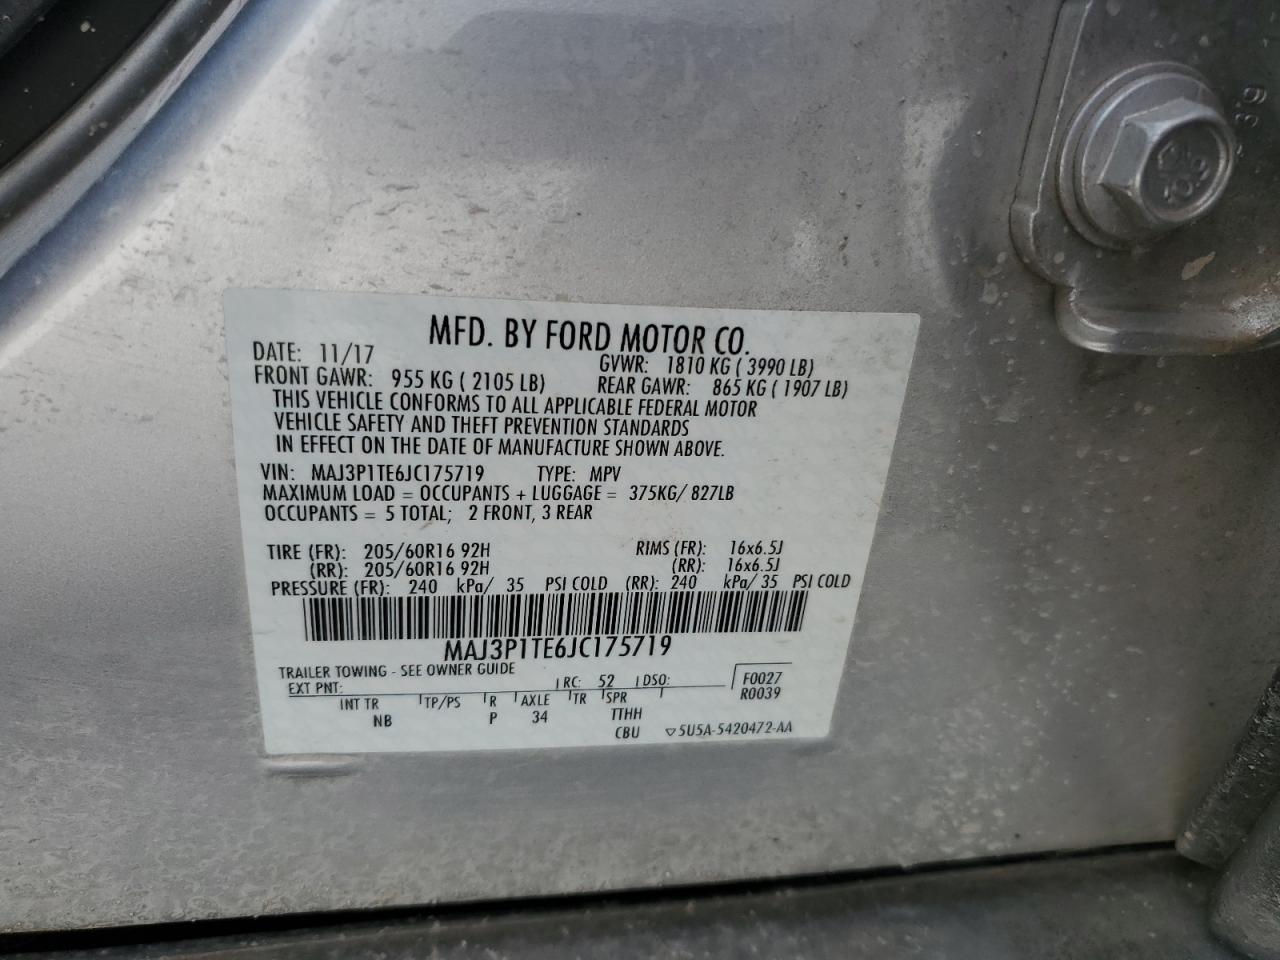 MFD. BY FORD MOTOR CO.
DATE: 11/17 GVWR: 1810 KG ( 3990 LB)
FRONT GAWR: 955 KG ( 2105 LB) REAR GAWR: 865 KG ( 1907 LB)
THIS VEHICLE CONFORMS TO ALL APPLICABLE FEDERAL MOTOR
VEHICLE SAFETY AND THEFT PREVENTION STANDARDS
IN EFFECT ON THE DATE OF MANUFACTURE SHOWN ABOVE.
VIN: MAJ3P1TE6JC175719 TYPE: MPV
MAXIMUM LOAD = OCCUPANTS + LUGGAGE = 375KG/ 827LB
OCCUPANTS = 5 TOTAL; 2 FRONT, 3 REAR
TIRE (FR): 205/60R16 92H RIMS (FR): 16x6.5J
(RR): 205/60R16 92H (RR): 16x6.5J
PRESSURE (FR): 240 kPa/ 35 PSI COLD (RR): 240 kPa/ 35 PSI COLD
MAJ3P1TE6JC175719
TRAILER TOWING - SEE OWNER GUIDE
EXT PNT: RC: 52 DSO: F0027
R0039
INT TR TP/PS R AXLE TR SPR
NB P 34 TTHH
CBU ▽5U5A-5420472-AA
10.9